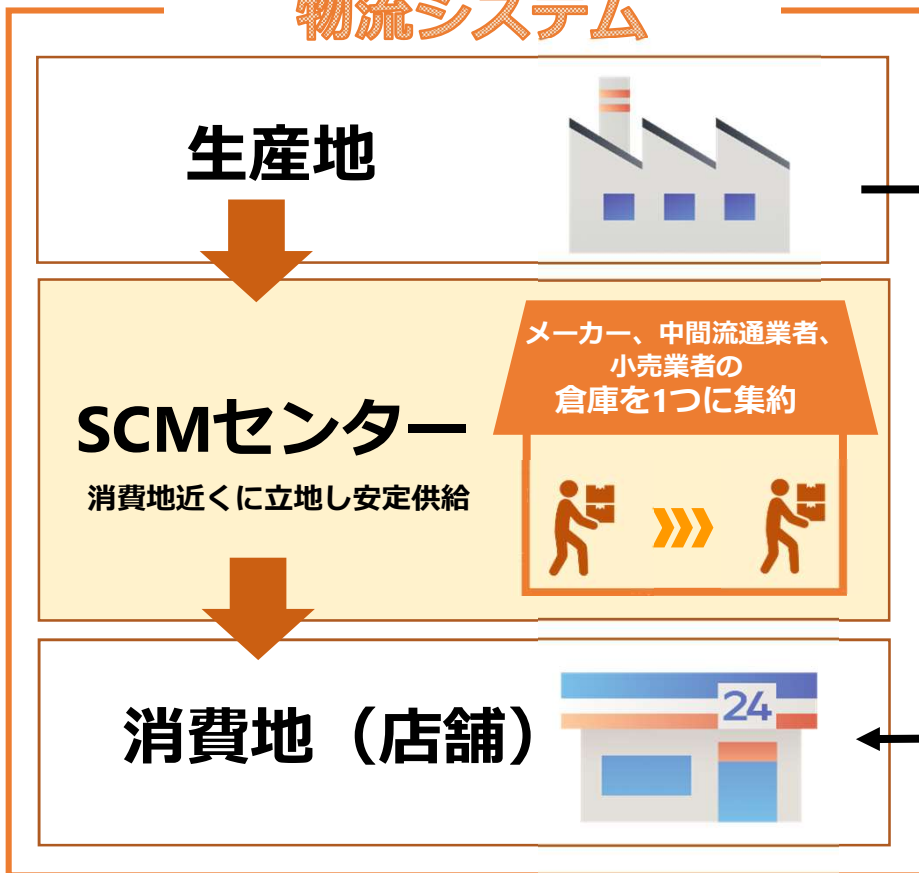 物流システム
生産地
メーカー、中間流通業者、
小売業者の
倉庫を1つに集約
SCMセンター
消費地近くに立地し安定供給
消費地（店舗）
24